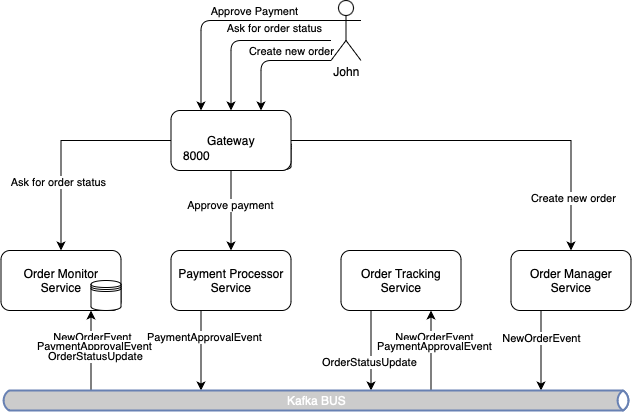 Approve Payment
Ask for order status
Create new order
John
Gateway
8000
Ask for order status
Approve payment
Create new order
Order Monitor
Service
Payment Processor
Service
Order Tracking
Service
Order Manager
Service
NewOrderEvent
PaymentApprovalEvent
OrderStatusUpdate
PaymentApprovalEvent
OrderStatusUpdate
NewOrderEvent
PaymentApprovalEvent
NewOrderEvent
Kafka BUS